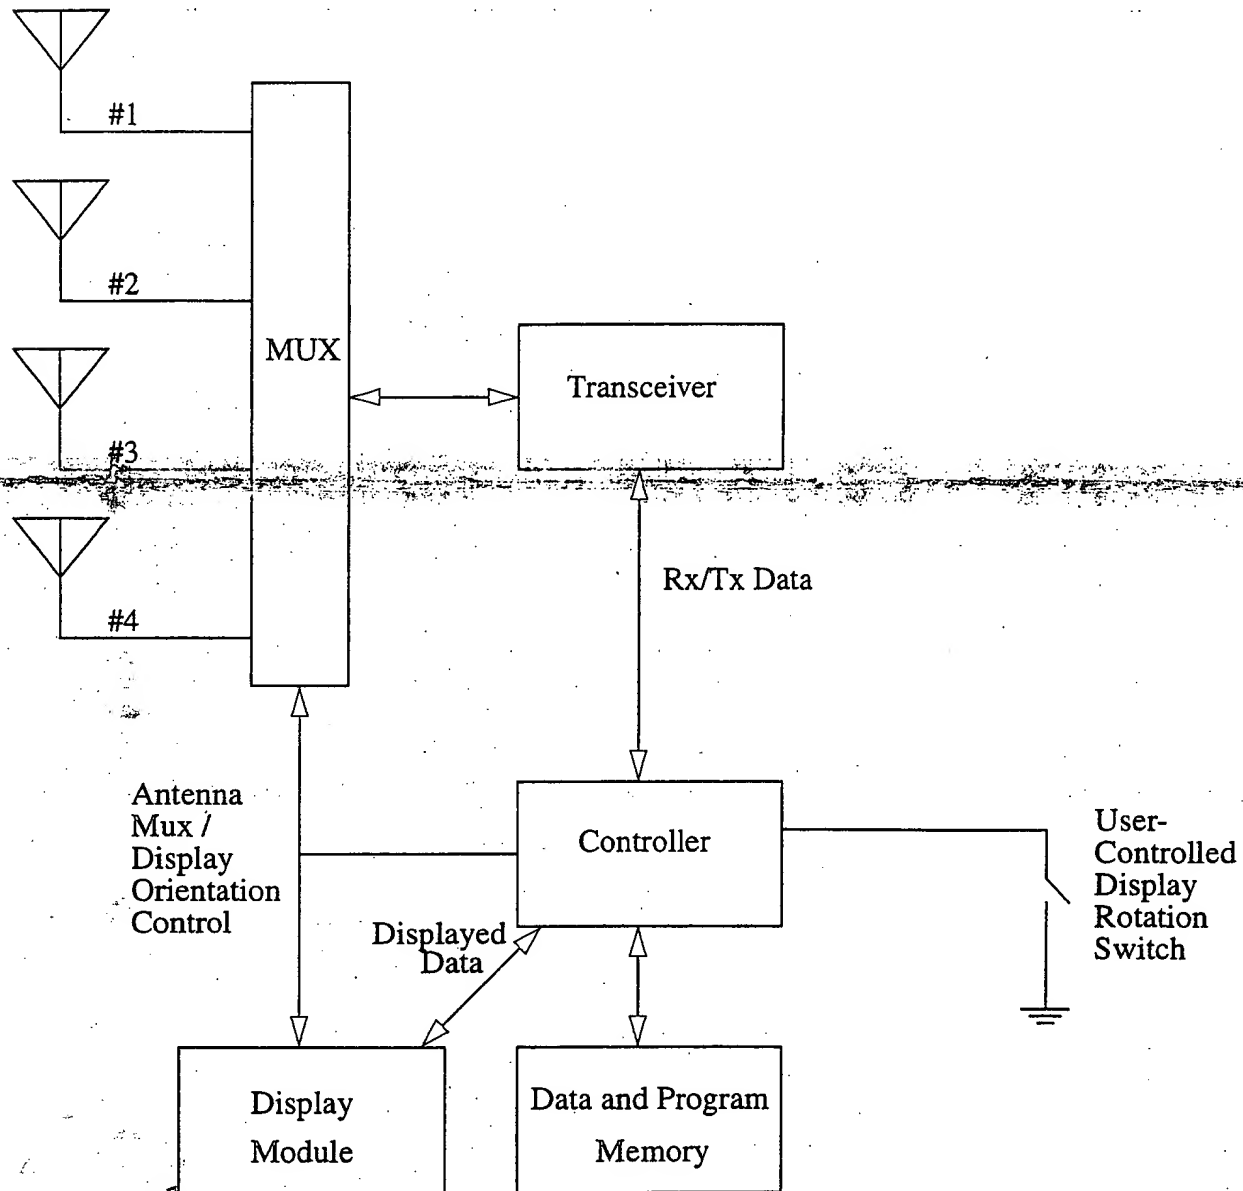 #1
#2
MUX
Transceiver
#3
Rx/Tx Data
#4
Antenna
Mux /
Display
Orientation
Control
Controller
User-
Controlled
Display
Rotation
Switch
Displayed
Data
Display
Module
Data and Program
Memory